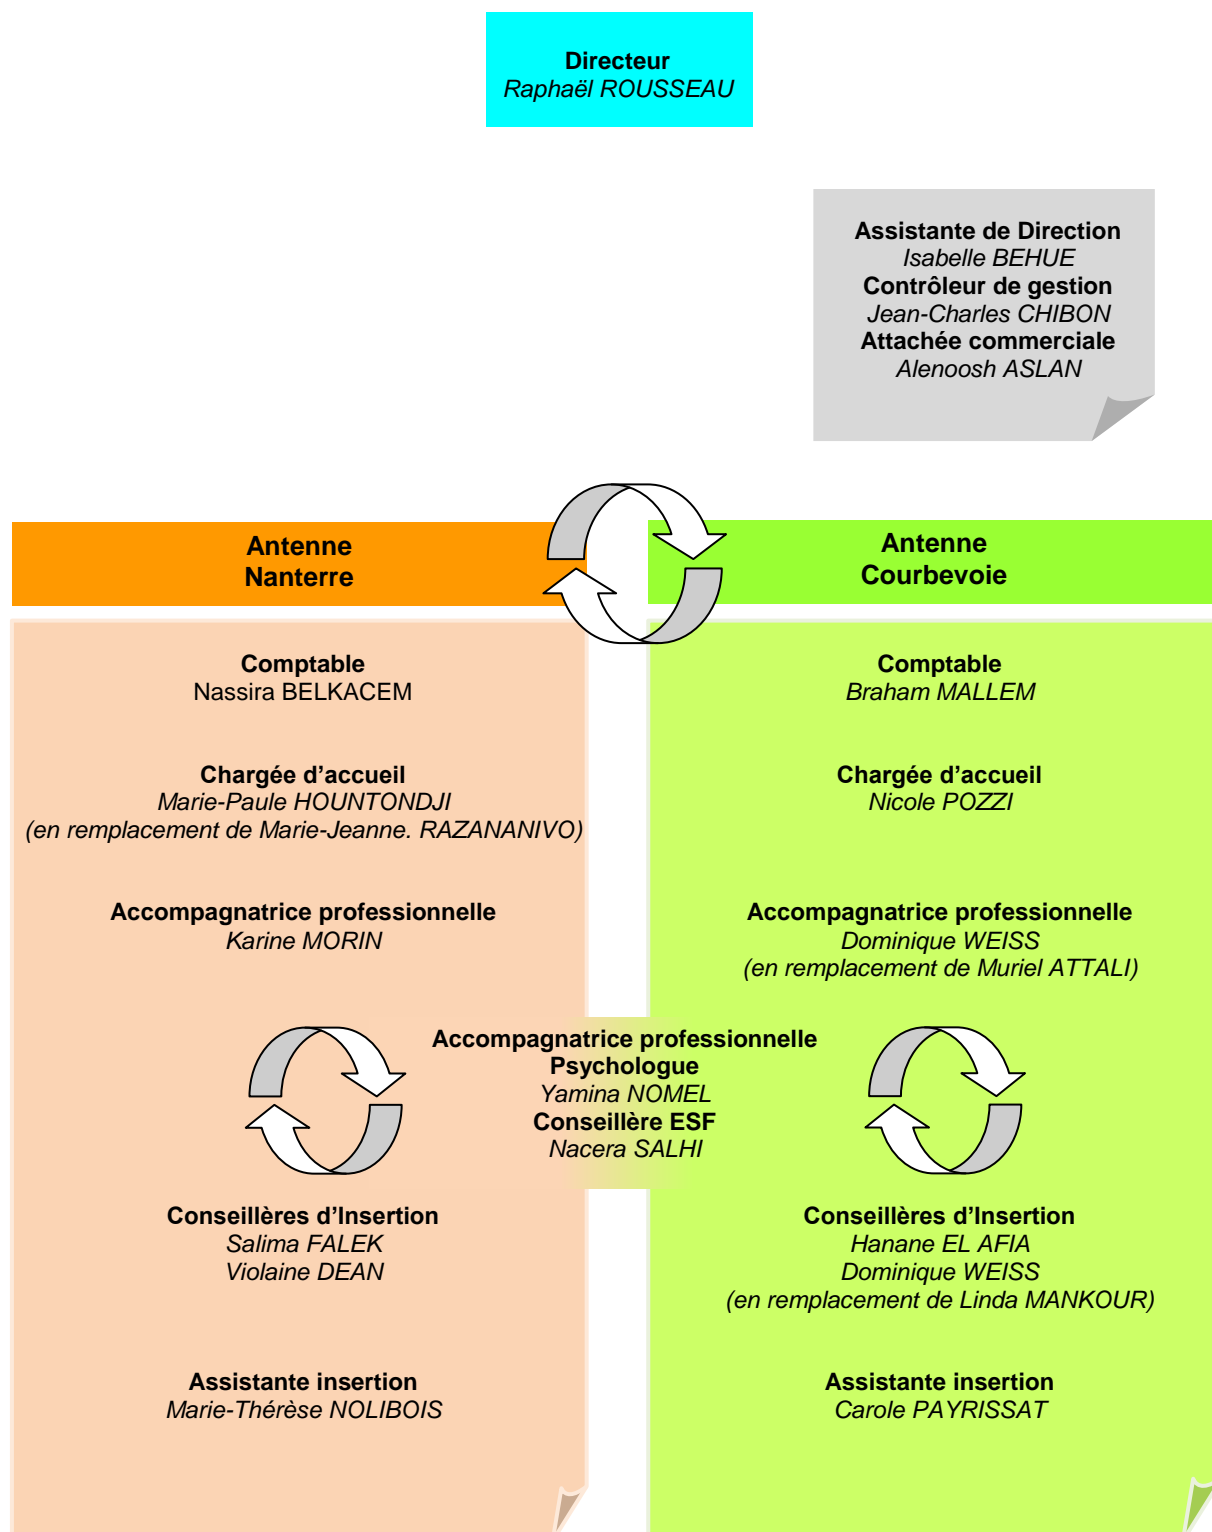 Directeur
Raphaël ROUSSEAU
Assistante de Direction
Isabelle BEHUE
Contrôleur de gestion
Jean-Charles CHIBON
Attachée commerciale
Alenoosh ASLAN
Antenne
Nanterre
Comptable
Nassira BELKACEM
Chargée d’accueil
Marie-Paule HOUNTONDJI
(en remplacement de Marie-Jeanne. RAZANANIVO)
Accompagnatrice professionnelle
Karine MORIN
Conseillères d’Insertion
Salima FALEK
Violaine DEAN
Assistante insertion
Marie-Thérèse NOLIBOIS
Accompagnatrice professionnelle
Psychologue
Yamina NOMEL
Conseillère ESF
Nacera SALHI
Antenne
Courbevoie
Comptable
Braham MALLEM
Chargée d’accueil
Nicole POZZI
Accompagnatrice professionnelle
Dominique WEISS
(en remplacement de Muriel ATTALI)
Conseillères d’Insertion
Hanane EL AFIA
Dominique WEISS
(en remplacement de Linda MANKOUR)
Assistante insertion
Carole PAYRISSAT